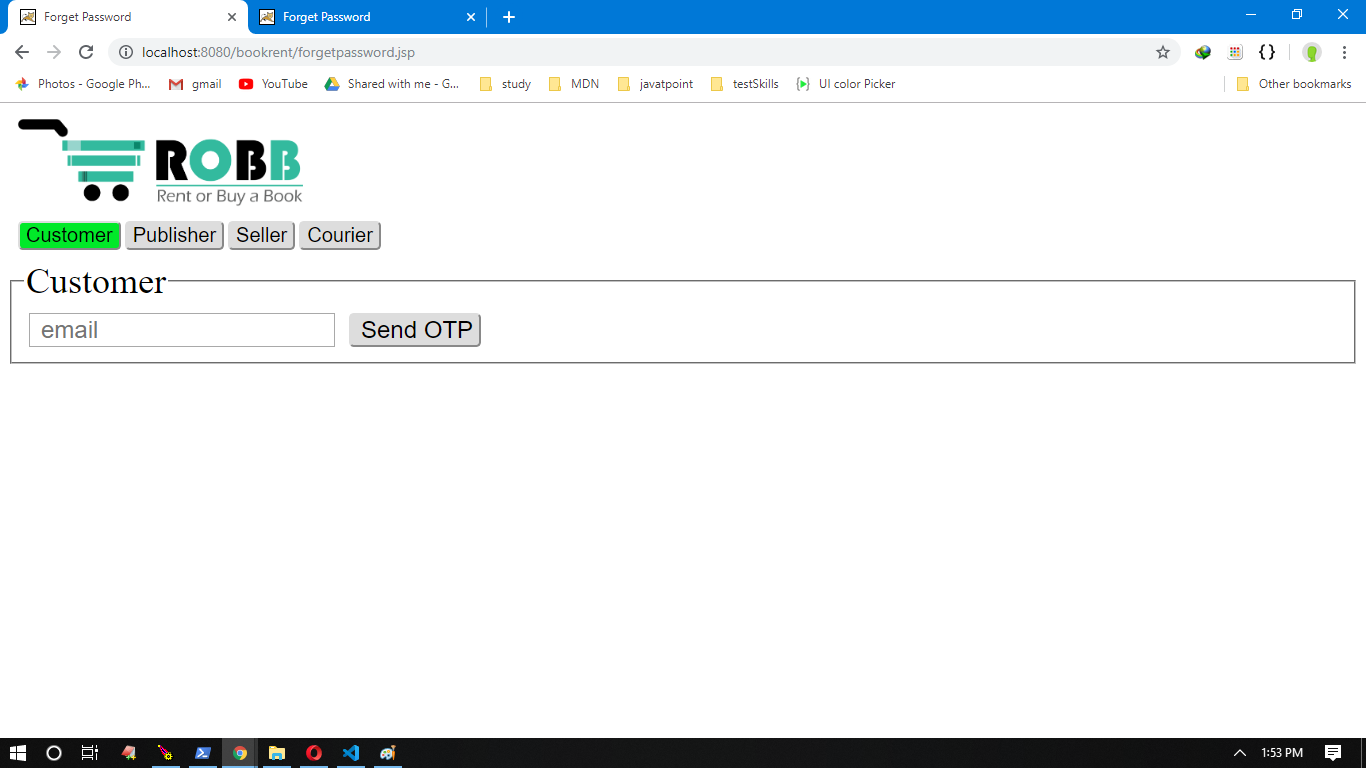 Forget Password
Forget Password
localhost:8080/bookrent/forgetpassword.jsp
Photos - Google Ph... gmail YouTube Shared with me - G... study MDN javatpoint testSkills UI color Picker Other bookmarks
ROBB
Rent or Buy a Book
Customer Publisher Seller Courier
Customer
email Send OTP
1:53 PM